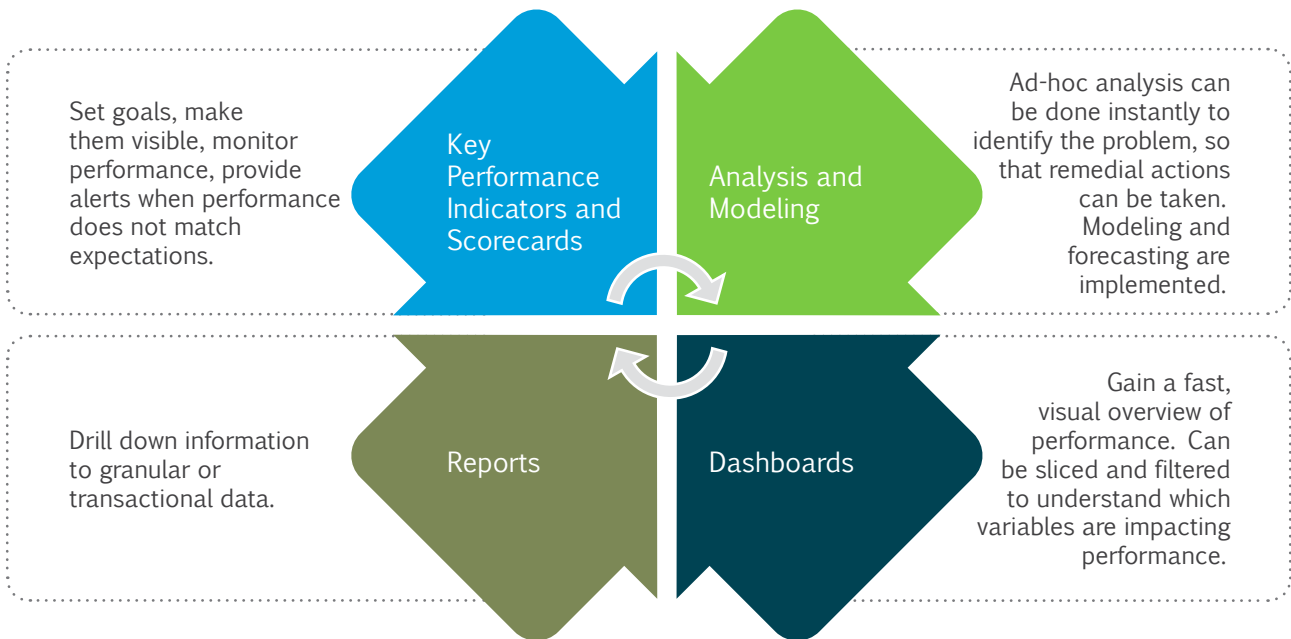 Set goals, make
them visible, monitor
performance, provide
alerts when performance
does not match
expectations.
Key
Performance
Indicators and
Scorecards
Analysis and
Modeling
Ad-hoc analysis can
be done instantly to
identify the problem, so
that remedial actions
can be taken.
Modeling and
forecasting are
implemented.
Drill down information
to granular or
transactional data.
Reports
Dashboards
Gain a fast,
visual overview of
performance. Can
be sliced and filtered
to understand which
variables are impacting
performance.